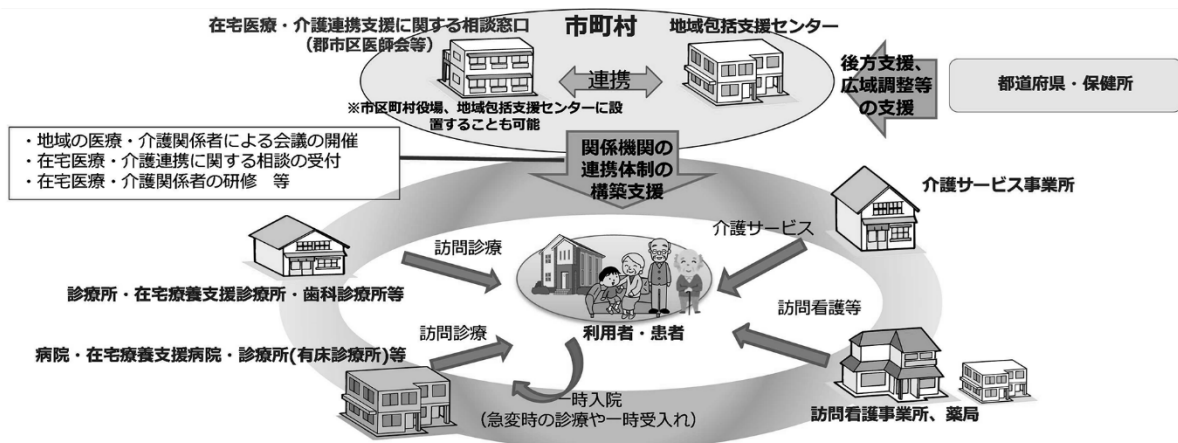 在宅医療・介護連携支援に関する相談窓口
（郡市区医師会等）
市町村
地域包括支援センター
連携
※市区町村役場、地域包括支援センターに設
置することも可能
後方支援、
広域調整等
の支援
都道府県・保健所
・地域の医療・介護関係者による会議の開催
・在宅医療・介護連携に関する相談の受付
・在宅医療・介護関係者の研修　等
関係機関の
連携体制の
構築支援
介護サービス事業所
介護サービス
訪問診療
診療所・在宅療養支援診療所・歯科診療所等
利用者・患者
訪問看護等
訪問診療
病院・在宅療養支援病院・診療所(有床診療所)等
一時入院
（急変時の診療や一時受入れ）
訪問看護事業所、薬局